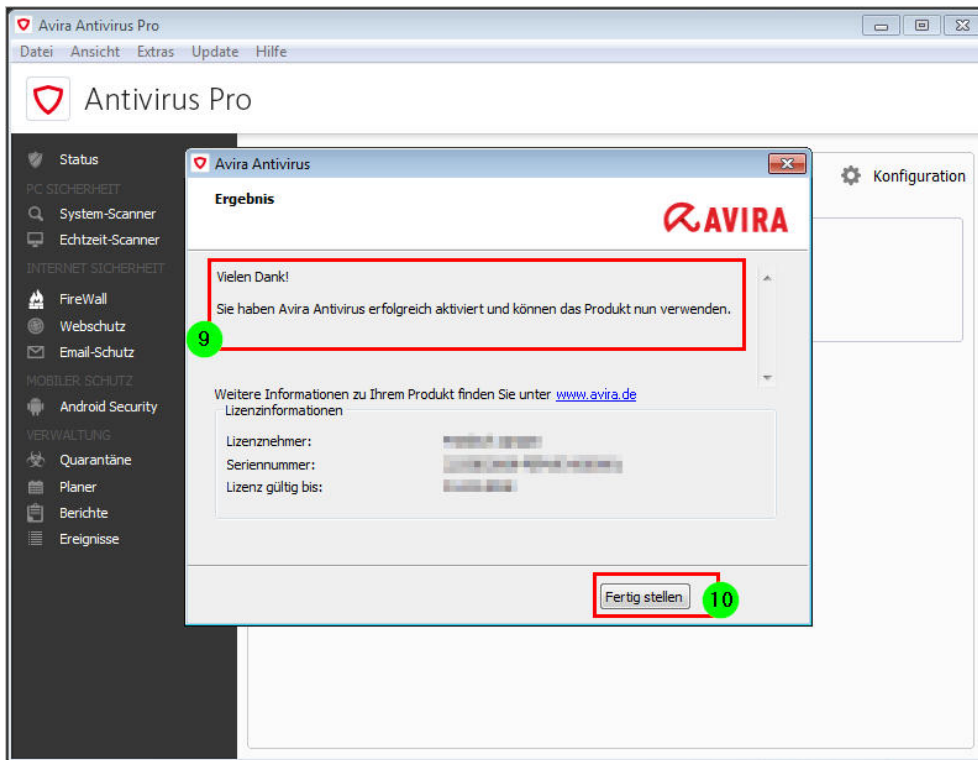 Avira Antivirus Pro
Datei Ansicht Extras Update Hilfe
Antivirus Pro
Status
PC SICHERHEIT
System-Scanner
Echtzeit-Scanner
INTERNET SICHERHEIT
FireWall
Webschutz
Email-Schutz
MOBILER SCHUTZ
Android Security
VERWALTUNG
Quarantäne
Planer
Berichte
Ereignisse
Konfiguration
Avira Antivirus
Ergebnis
AVIRA
Vielen Dank!
Sie haben Avira Antivirus erfolgreich aktiviert und können das Produkt nun verwenden.
9
Weitere Informationen zu Ihrem Produkt finden Sie unter www.avira.de
Lizenzinformationen
Lizenznehmer:
Seriennummer:
Lizenz gültig bis:
Fertig stellen
10